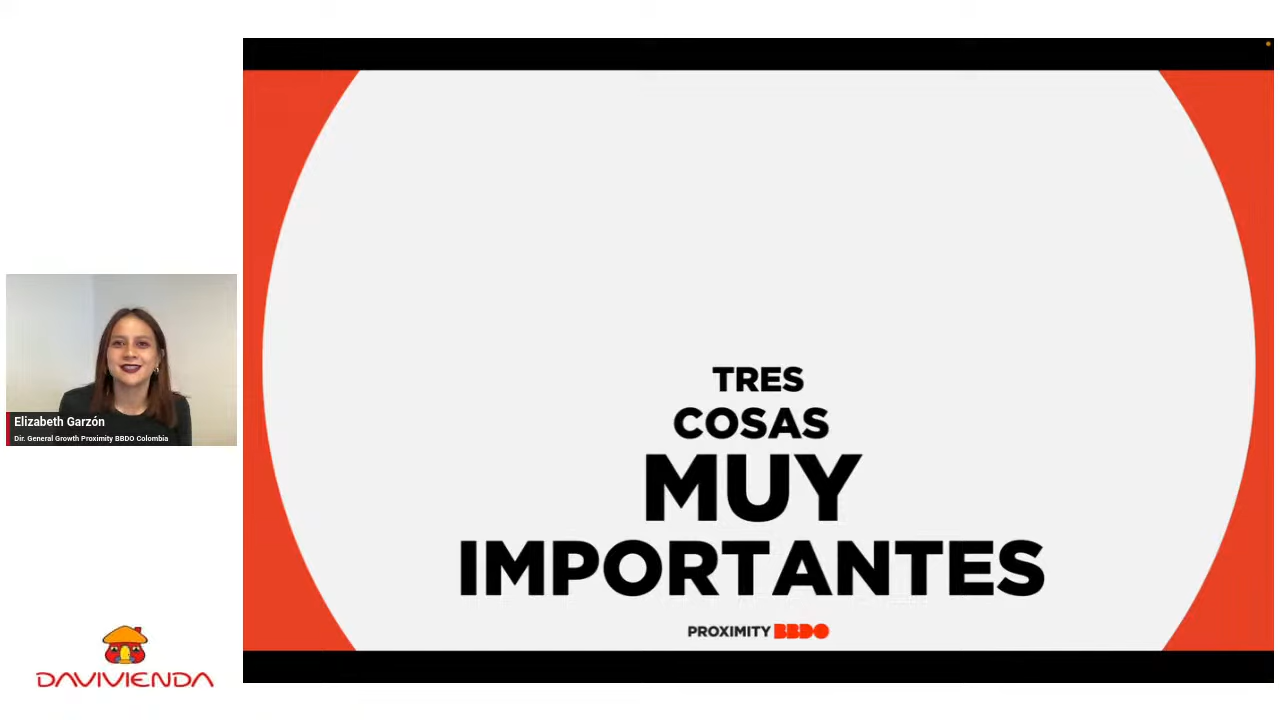 TRES
COSAS
MUY
IMPORTANTES
PROXIMITY BBDO
Elizabeth Garzón
Dir. General Growth Proximity BBDO Colombia
DAVIVIENDA